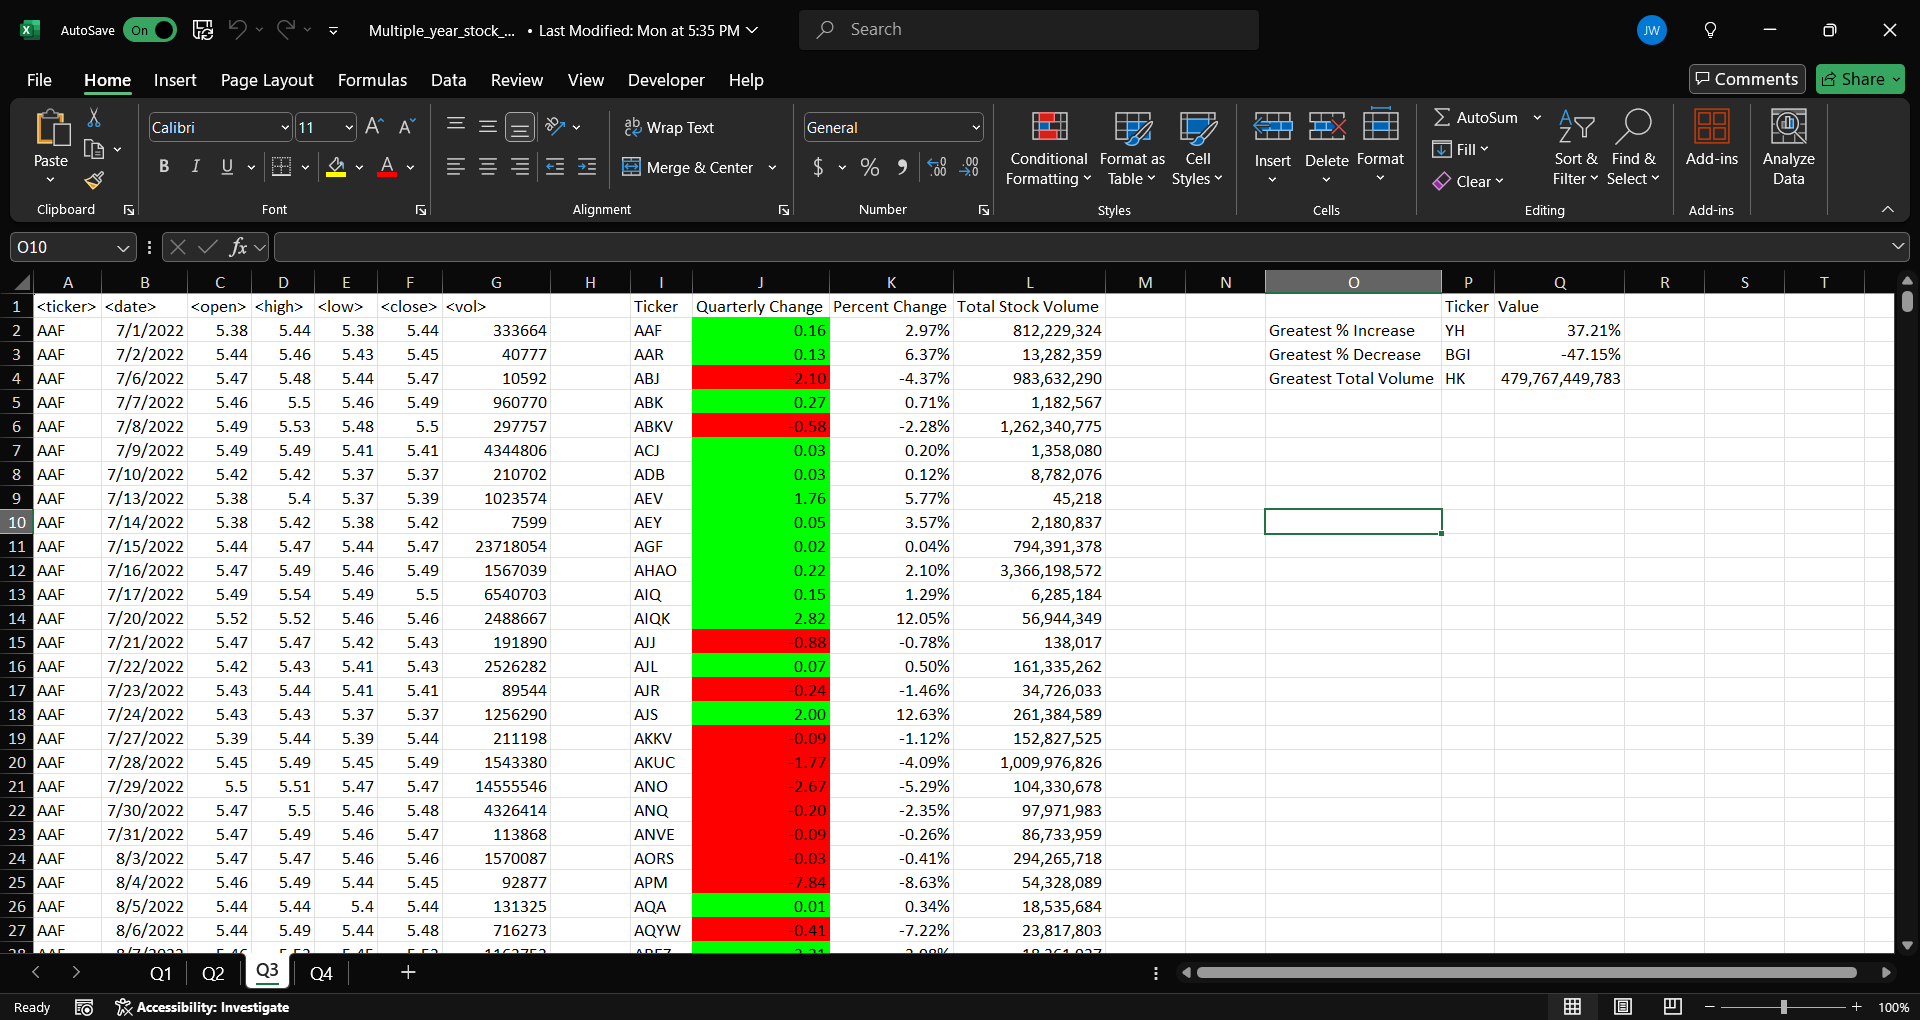 AutoSave On Multiple_year_stock_... • Last Modified: Mon at 5:35 PM Search JW
File Home Insert Page Layout Formulas Data Review View Developer Help Comments Share
Paste Calibri 11 Wrap Text General Conditional Formatting Format as Table Cell Styles Insert Delete Format AutoSum Sort & Filter Find & Select Add-ins Analyze Data
B I U A Merge & Center $ % Fill Clear
Clipboard Font Alignment Number Styles Cells Editing Add-ins
O10 fx
A B C D E F G H I J K L M N O P Q R S T
1 <ticker> <date> <open> <high> <low> <close> <vol> Ticker Quarterly Change Percent Change Total Stock Volume Ticker Value
2 AAF 7/1/2022 5.38 5.44 5.38 5.44 333664 AAF 0.16 2.97% 812,229,324 Greatest % Increase YH 37.21%
3 AAF 7/2/2022 5.44 5.46 5.43 5.45 40777 AAR 0.13 6.37% 13,282,359 Greatest % Decrease BGI -47.15%
4 AAF 7/6/2022 5.47 5.48 5.44 5.47 10592 ABJ -2.10 -4.37% 983,632,290 Greatest Total Volume HK 479,767,449,783
5 AAF 7/7/2022 5.46 5.5 5.46 5.49 960770 ABK 0.27 0.71% 1,182,567
6 AAF 7/8/2022 5.49 5.53 5.48 5.5 297757 ABKV -0.58 -2.28% 1,262,340,775
7 AAF 7/9/2022 5.49 5.49 5.41 5.41 4344806 ACJ 0.03 0.20% 1,358,080
8 AAF 7/10/2022 5.42 5.42 5.37 5.37 210702 ADB 0.03 0.12% 8,782,076
9 AAF 7/13/2022 5.38 5.4 5.37 5.39 1023574 AEV 1.76 5.77% 45,218
10 AAF 7/14/2022 5.38 5.42 5.38 5.42 7599 AEY 0.05 3.57% 2,180,837
11 AAF 7/15/2022 5.44 5.47 5.44 5.47 23718054 AGF 0.02 0.04% 794,391,378
12 AAF 7/16/2022 5.47 5.49 5.46 5.49 1567039 AHAO 0.22 2.10% 3,366,198,572
13 AAF 7/17/2022 5.49 5.54 5.49 5.5 6540703 AIQ 0.15 1.29% 6,285,184
14 AAF 7/20/2022 5.52 5.52 5.46 5.46 2488667 AIQK 2.82 12.05% 56,944,349
15 AAF 7/21/2022 5.47 5.47 5.42 5.43 191890 AJJ -0.88 -0.78% 138,017
16 AAF 7/22/2022 5.42 5.43 5.41 5.43 2526282 AJL 0.07 0.50% 161,335,262
17 AAF 7/23/2022 5.43 5.44 5.41 5.41 89544 AJR -0.24 -1.46% 34,726,033
18 AAF 7/24/2022 5.43 5.43 5.37 5.37 1256290 AJS 2.00 12.63% 261,384,589
19 AAF 7/27/2022 5.39 5.44 5.39 5.44 211198 AKKV -0.09 -1.12% 152,827,525
20 AAF 7/28/2022 5.45 5.49 5.45 5.49 1543380 AKUC -1.77 -4.09% 1,009,976,826
21 AAF 7/29/2022 5.5 5.51 5.47 5.47 14555546 ANO -2.67 -5.29% 104,330,678
22 AAF 7/30/2022 5.47 5.5 5.46 5.48 4326414 ANQ -0.20 -2.35% 97,971,983
23 AAF 7/31/2022 5.47 5.49 5.46 5.47 113868 ANVE -0.09 -0.26% 86,733,959
24 AAF 8/3/2022 5.47 5.47 5.46 5.46 1570087 AORS -0.03 -0.41% 294,265,718
25 AAF 8/4/2022 5.46 5.49 5.44 5.45 92877 APM -7.84 -8.63% 54,328,089
26 AAF 8/5/2022 5.44 5.44 5.4 5.44 131325 AQA 0.01 0.34% 18,535,684
27 AAF 8/6/2022 5.44 5.49 5.44 5.48 716273 AQYW -0.41 -7.22% 23,817,803
Q1 Q2 Q3 Q4
Ready Accessibility: Investigate 100%